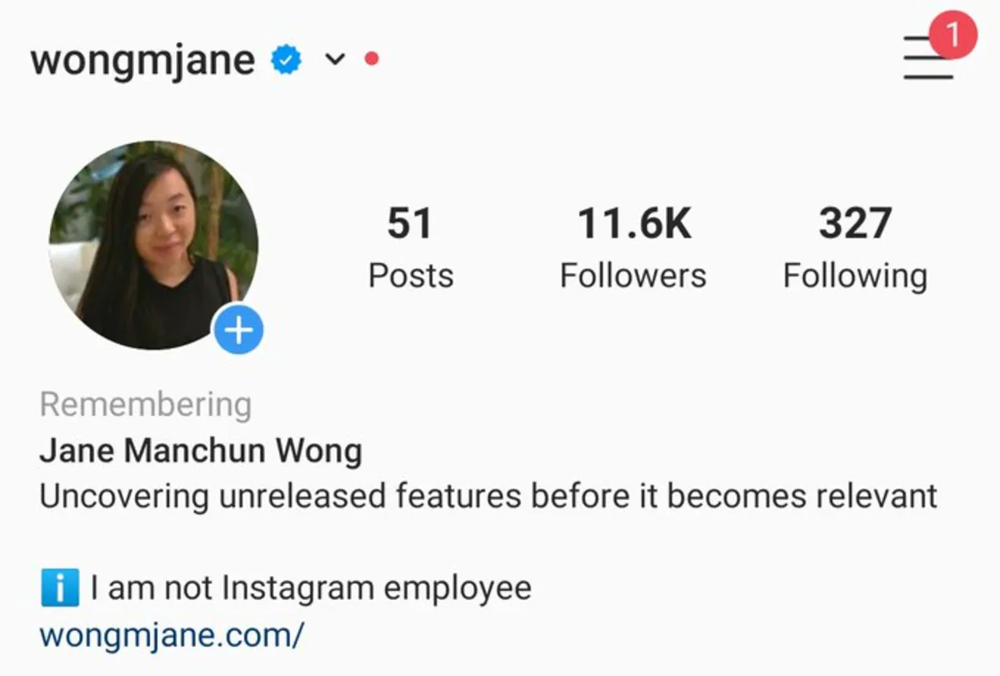 wongmjane
1
51 11.6K 327
Posts Followers Following
Remembering
Jane Manchun Wong
Uncovering unreleased features before it becomes relevant
ℹ️ I am not Instagram employee
wongmjane.com/